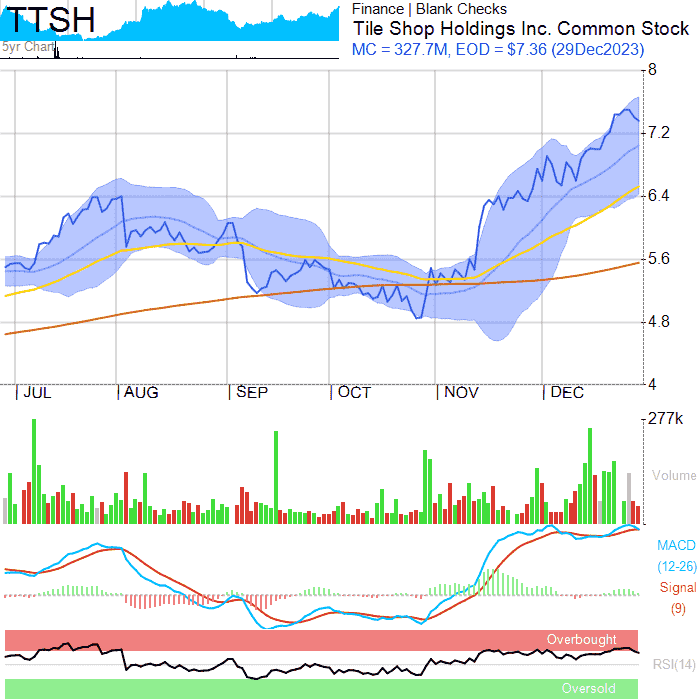 TTSH
5yr Chart
Finance | Blank Checks
Tile Shop Holdings Inc. Common Stock
MC = 327.7M, EOD = $7.36 (29Dec2023)
8
7.2
6.4
5.6
4.8
4
|JUL |AUG |SEP |OCT |NOV |DEC
277k
Volume
MACD
(12-26)
Signal
(9)
Overbought
RSI(14)
Oversold